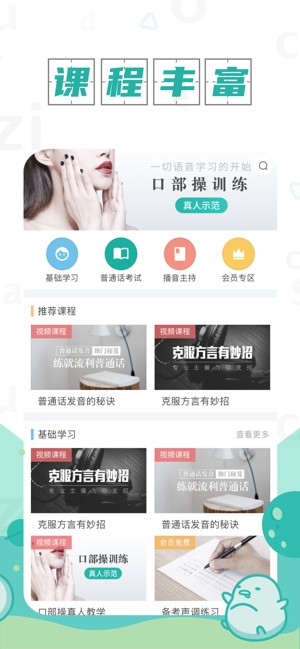 课程丰富
一切语音学习的开始
口部操训练
真人示范
基础学习 普通话考试 播音主持 会员专区
推荐课程
视频课程 视频课程
普通话发音 独门秘笈
练就流利普通话
克服方言有妙招
专业主播为你支招
普通话发音的秘诀 克服方言有妙招
基础学习 查看更多
视频课程 视频课程
克服方言有妙招
专业主播为你支招
普通话发音 独门秘笈
练就流利普通话
克服方言有妙招 普通话发音的秘诀
视频课程 会员免费
口部操训练
真人示范
口部操真人教学 备考声调练习